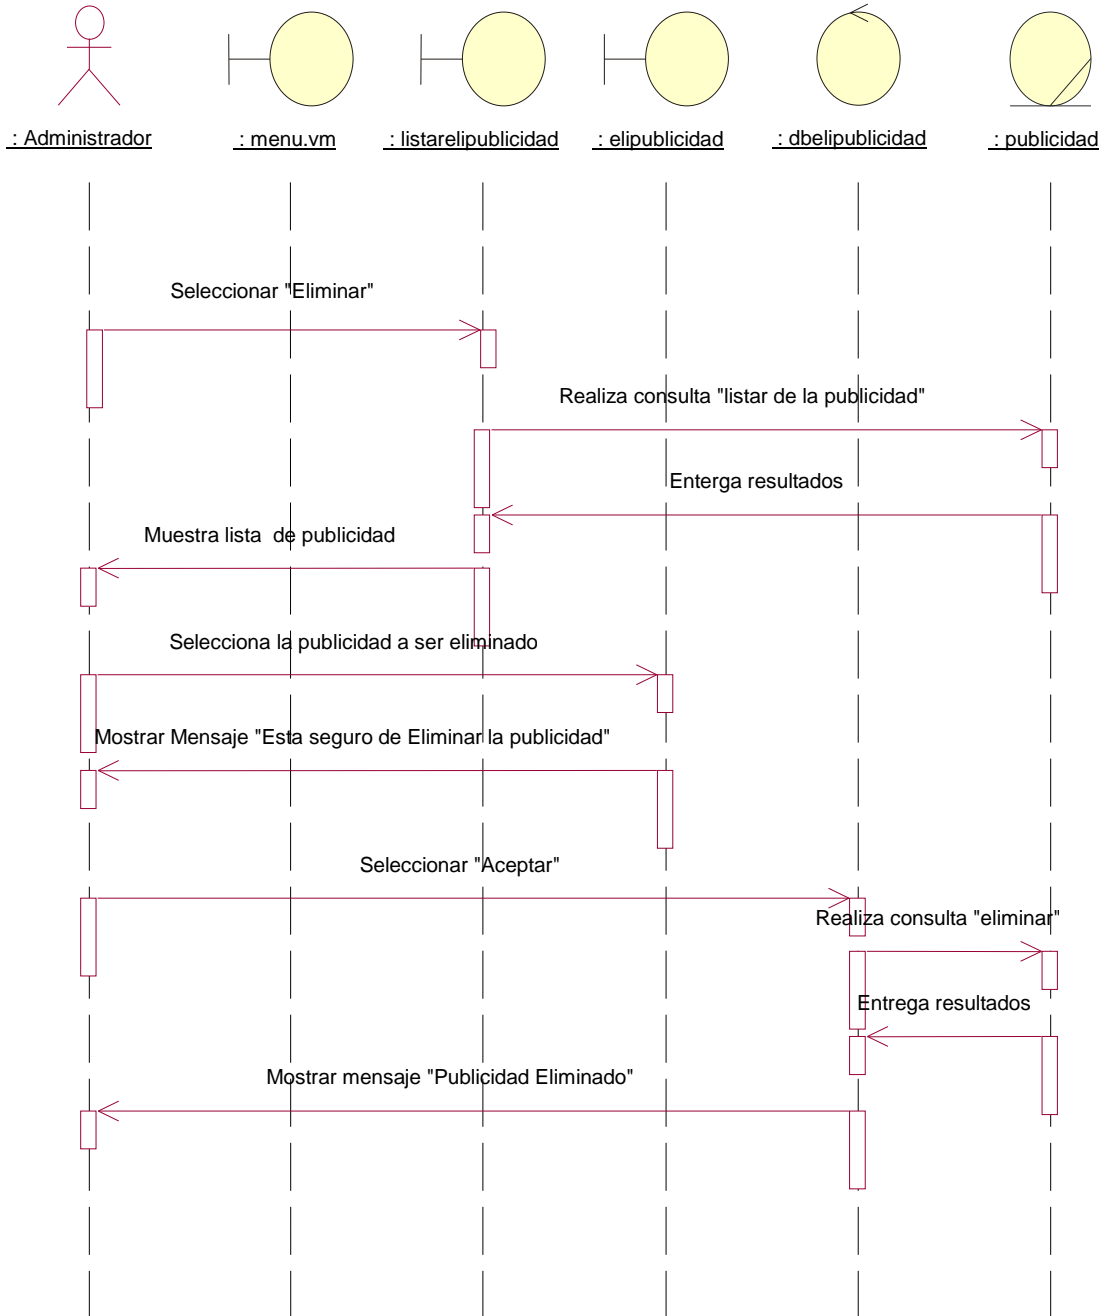 : Administrador
: menu.vm
: listarelipublicidad
: elipublicidad
: dbelipublicidad
: publicidad
Seleccionar "Eliminar"
Realiza consulta "listar de la publicidad"
Enterga resultados
Muestra lista  de publicidad
Selecciona la publicidad a ser eliminado
Mostrar Mensaje "Esta seguro de Eliminar la publicidad"
Seleccionar "Aceptar"
Realiza consulta "eliminar"
Entrega resultados
Mostrar mensaje "Publicidad Eliminado"